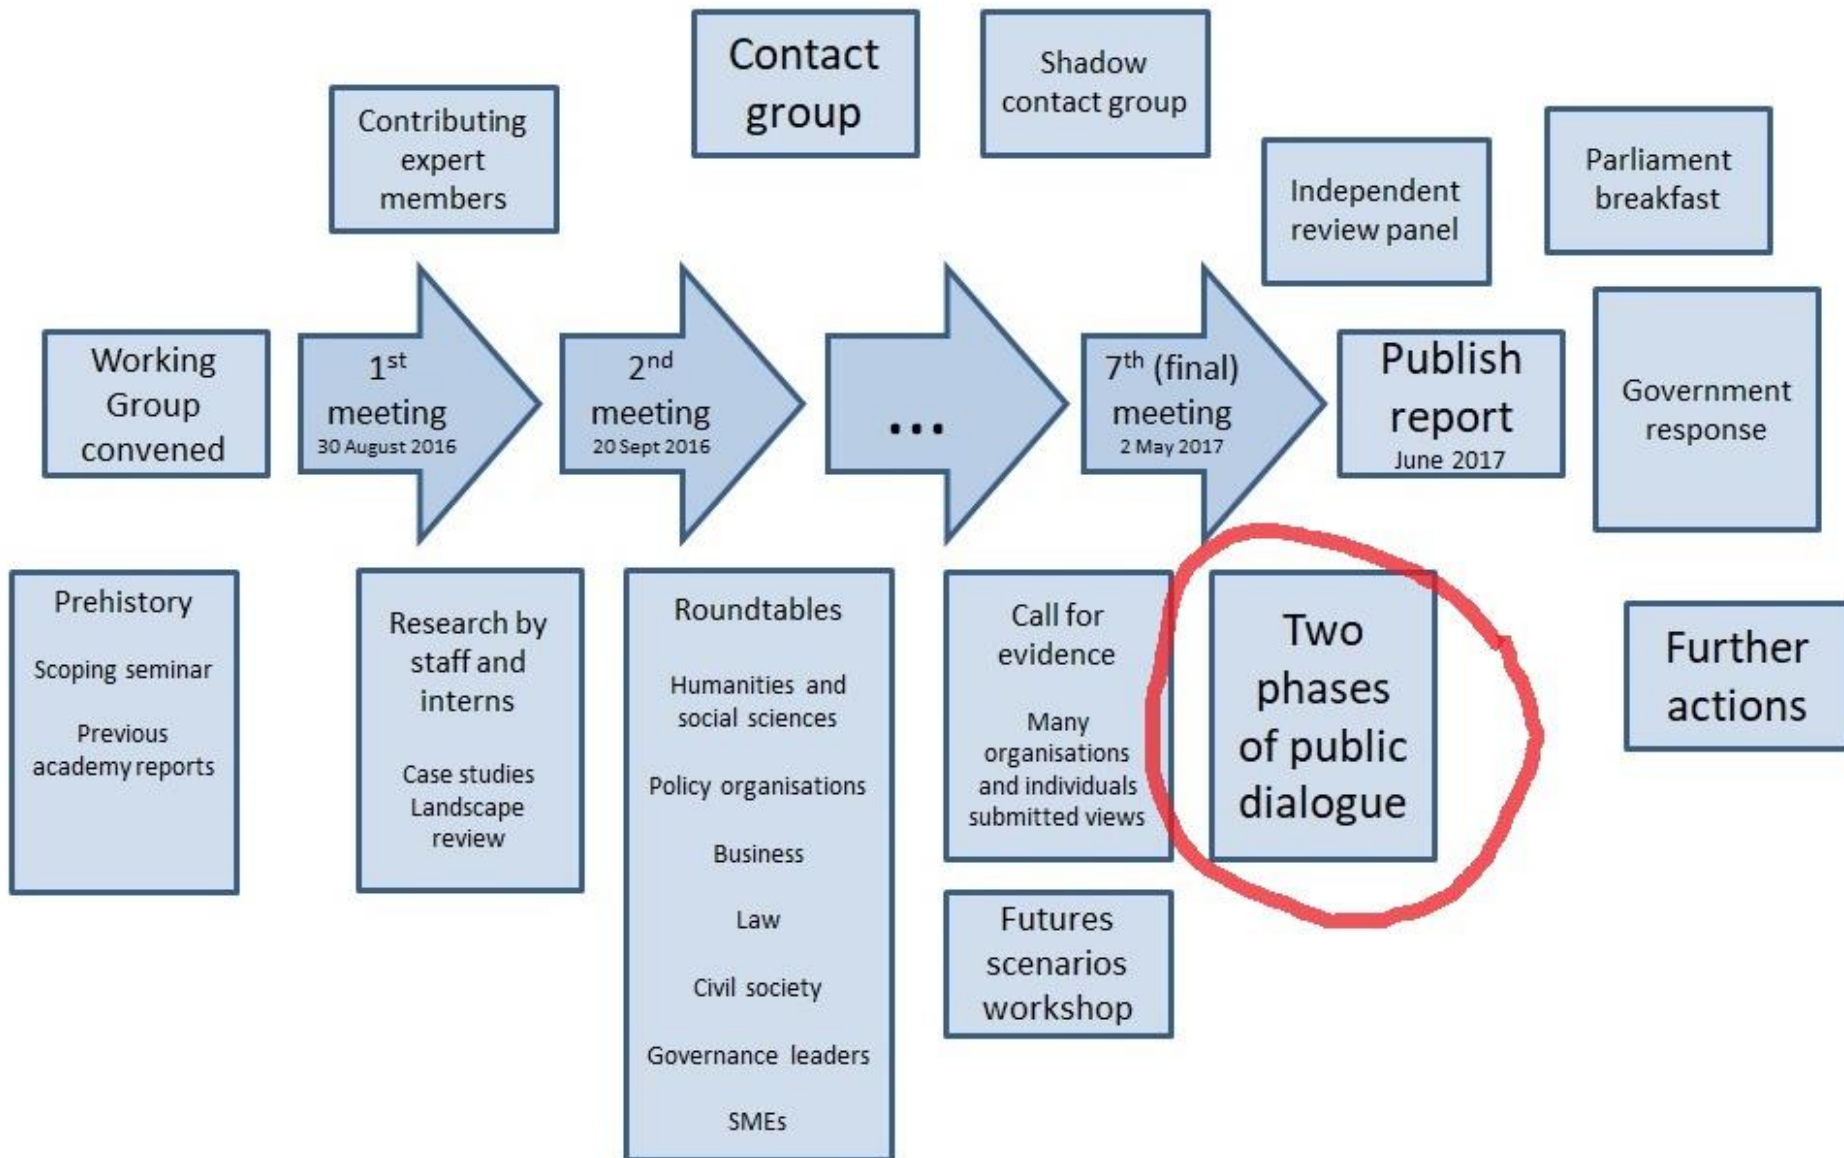 Contact
group
Shadow
contact group
Contributing
expert
members
Independent
review panel
Parliament
breakfast
Working
Group
convened
1st
meeting
30 August 2016
2nd
meeting
20 Sept 2016
...
7th (final)
meeting
2 May 2017
Publish
report
June 2017
Government
response
Prehistory
Scoping seminar
Previous
academy reports
Research by
staff and
interns
Case studies
Landscape
review
Roundtables
Humanities and
social sciences
Policy organisations
Business
Law
Civil society
Governance leaders
SMEs
Call for
evidence
Many
organisations
and individuals
submitted views
Futures
scenarios
workshop
Two
phases
of public
dialogue
Further
actions